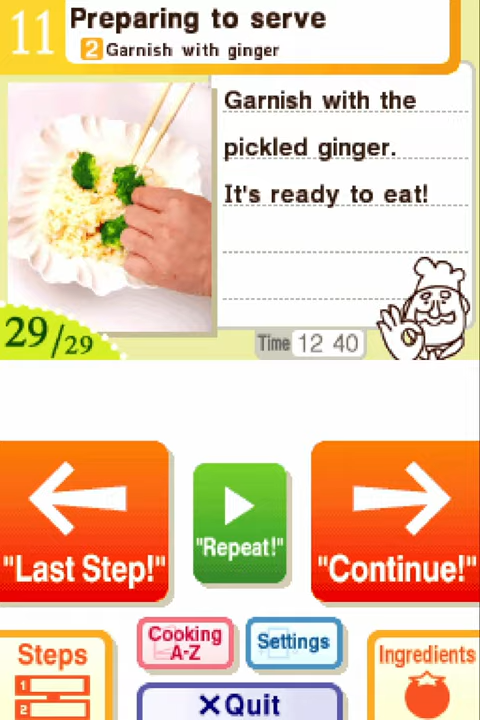 11 Preparing to serve
2 Garnish with ginger
Garnish with the
pickled ginger.
It's ready to eat!
29/29
Time 12 40
"Last Step!"
"Repeat!"
"Continue!"
Cooking
A-Z
Settings
Steps
1
2
Ingredients
×Quit